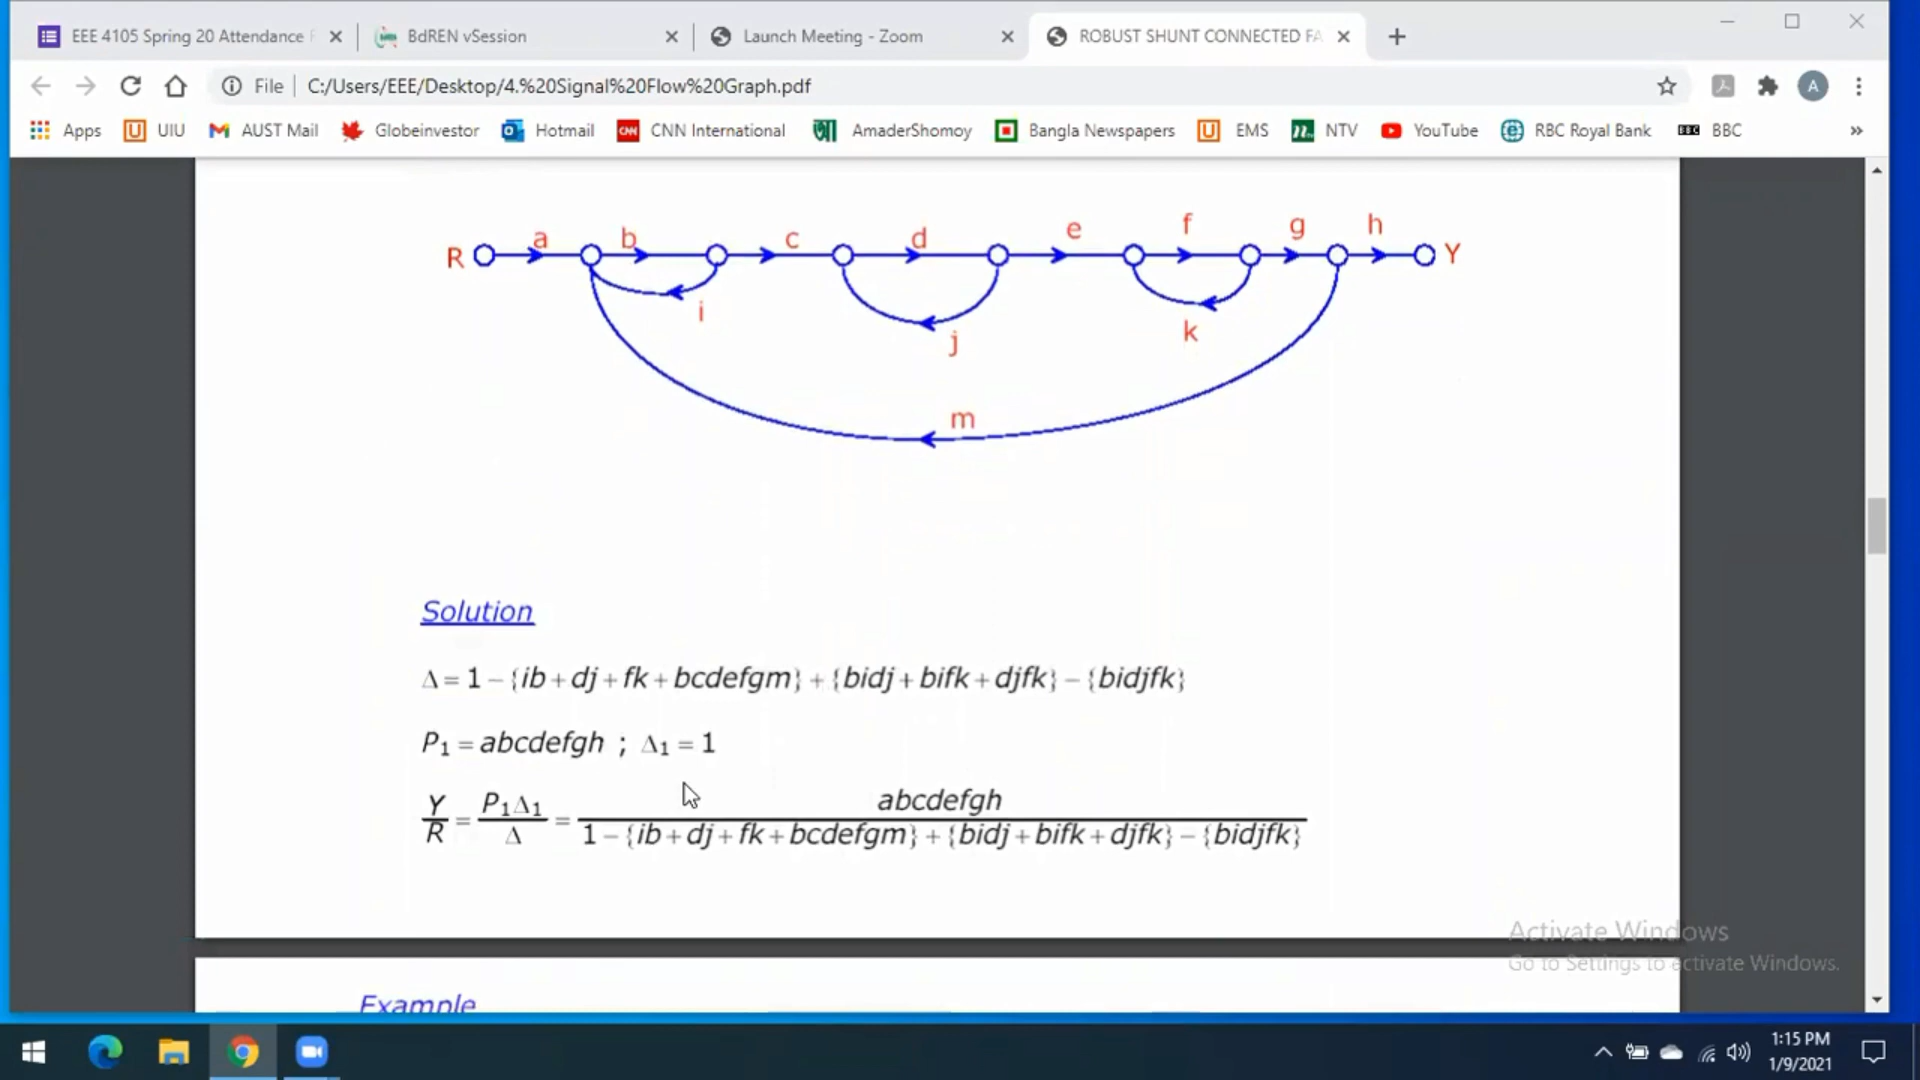 EEE 4105 Spring 20 Attendance F
BdREN vSession
Launch Meeting - Zoom
ROBUST SHUNT CONNECTED FA
File
C:/Users/EEE/Desktop/4.%20Signal%20Flow%20Graph.pdf
A
Apps
UIU
AUST Mail
Globeinvestor
Hotmail
CNN International
AmaderShomoy
Bangla Newspapers
EMS
NTV
YouTube
RBC Royal Bank
BBC
»
R a b c d e f g h Y
i j k
m
Solution
Δ = 1 − {ib + dj + fk + bcdefgm} + {bidj + bifk + djfk} − {bidjfk}
P1 = abcdefgh ; Δ1 = 1
Y/R = P1Δ1/Δ = abcdefgh / 1 − {ib + dj + fk + bcdefgm} + {bidj + bifk + djfk} − {bidjfk}
Activate Windows
Go to Settings to activate Windows.
Example
1:15 PM
1/9/2021